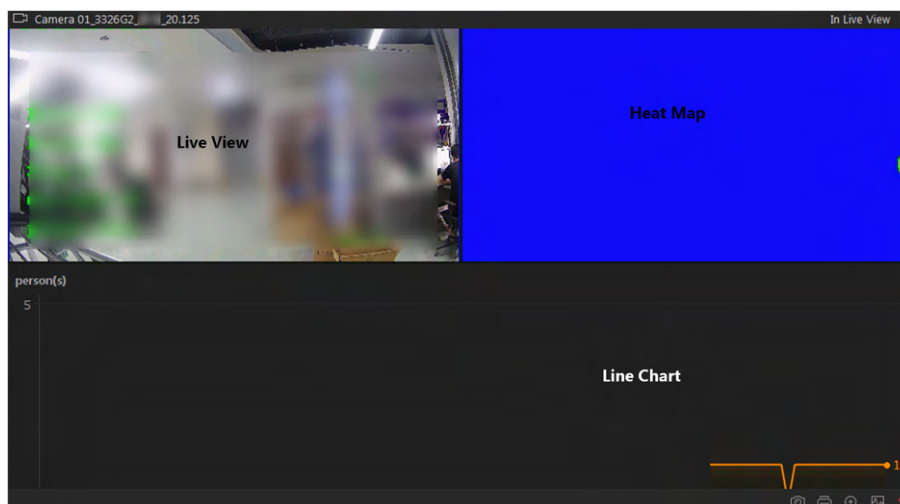 Camera 01_3326G2_ _20.125
In Live View
Live View
Heat Map
person(s)
5
Line Chart
1